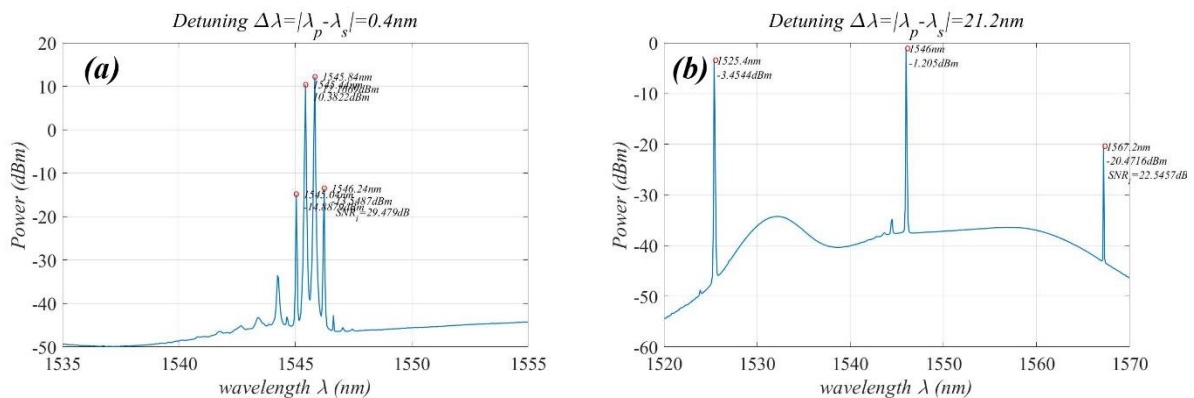 Detuning Δλ=|λp-λs|=0.4nm
(a)
20
10
0
-10
-20
-30
-40
-50
Power (dBm)
1545.84nm
1545.44nm
10.3822dBm
1546.24nm
1545.04nm
-14.8879dBm
SNRi=29.479dB
1535
1540
1545
1550
1555
wavelength λ (nm)
Detuning Δλ=|λp-λs|=21.2nm
(b)
0
-10
-20
-30
-40
-50
-60
Power (dBm)
1525.4nm
-3.4544dBm
1546nm
-1.205dBm
1567.2nm
-20.4716dBm
SNRi=22.5457dB
1520
1530
1540
1550
1560
1570
wavelength λ (nm)